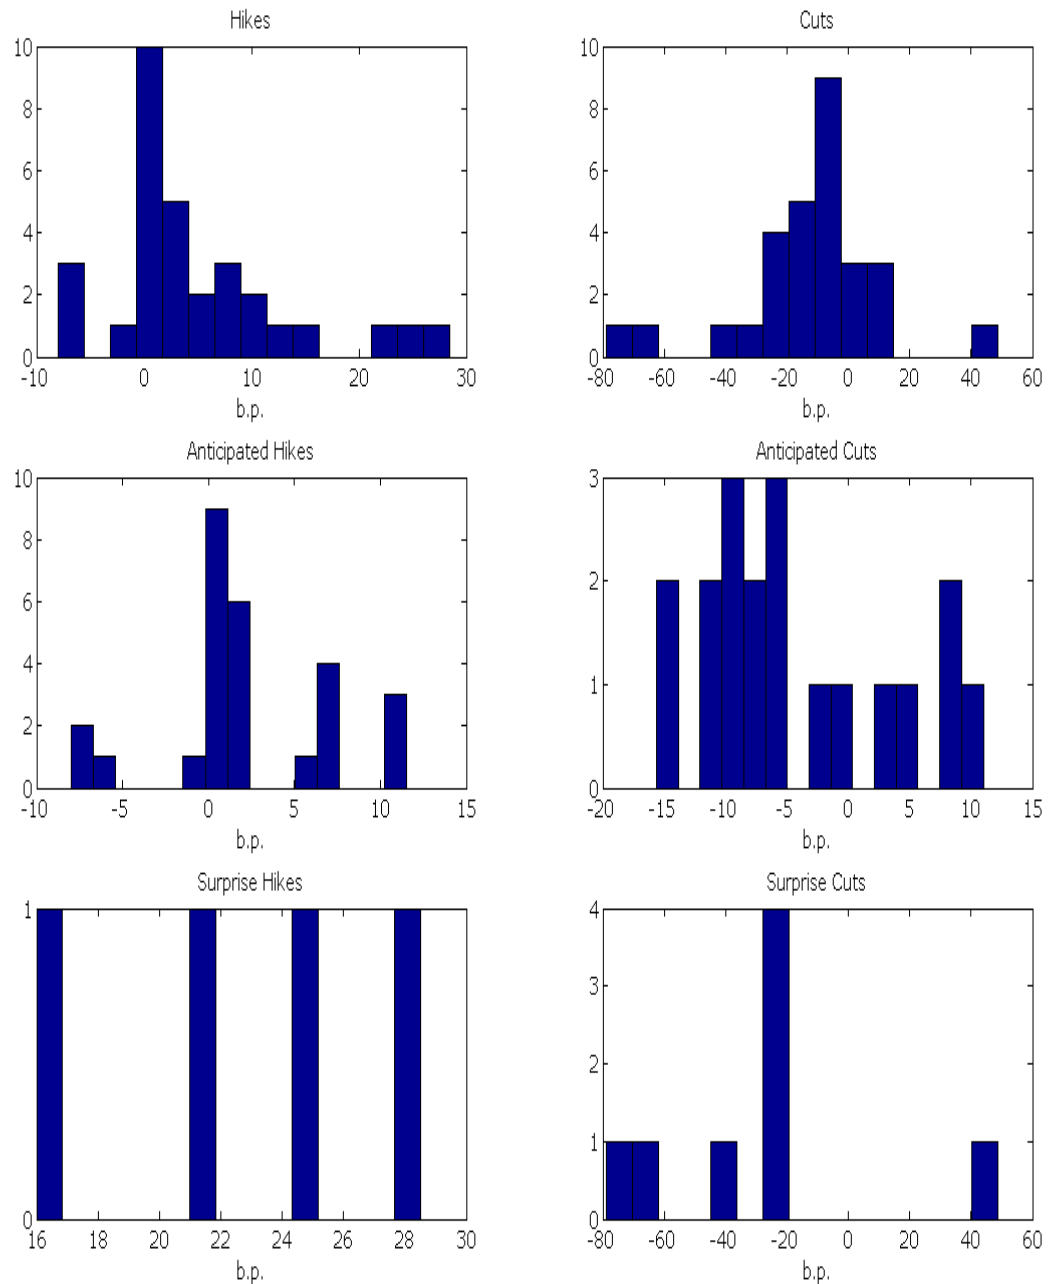 Hikes
10
8
6
4
2
0
-10 0 10 20 30
b.p.
Cuts
10
8
6
4
2
0
-80 -60 -40 -20 0 20 40 60
b.p.
Anticipated Hikes
10
8
6
4
2
0
-10 -5 0 5 10 15
b.p.
Anticipated Cuts
3
2
1
0
-20 -15 -10 -5 0 5 10 15
b.p.
Surprise Hikes
1
0
16 18 20 22 24 26 28 30
b.p.
Surprise Cuts
4
3
2
1
0
-80 -60 -40 -20 0 20 40 60
b.p.